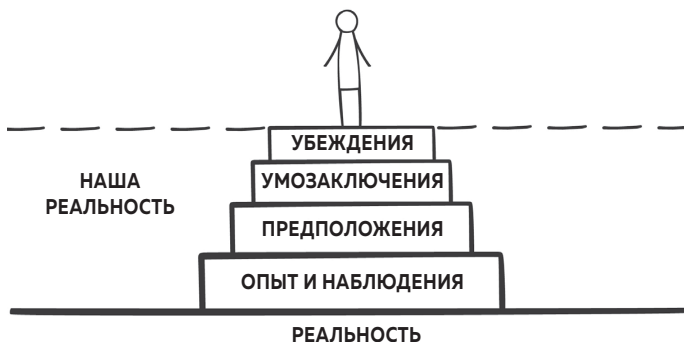 УБЕЖДЕНИЯ
УМОЗАКЛЮЧЕНИЯ
НАША
РЕАЛЬНОСТЬ
ПРЕДПОЛОЖЕНИЯ
ОПЫТ И НАБЛЮДЕНИЯ
РЕАЛЬНОСТЬ